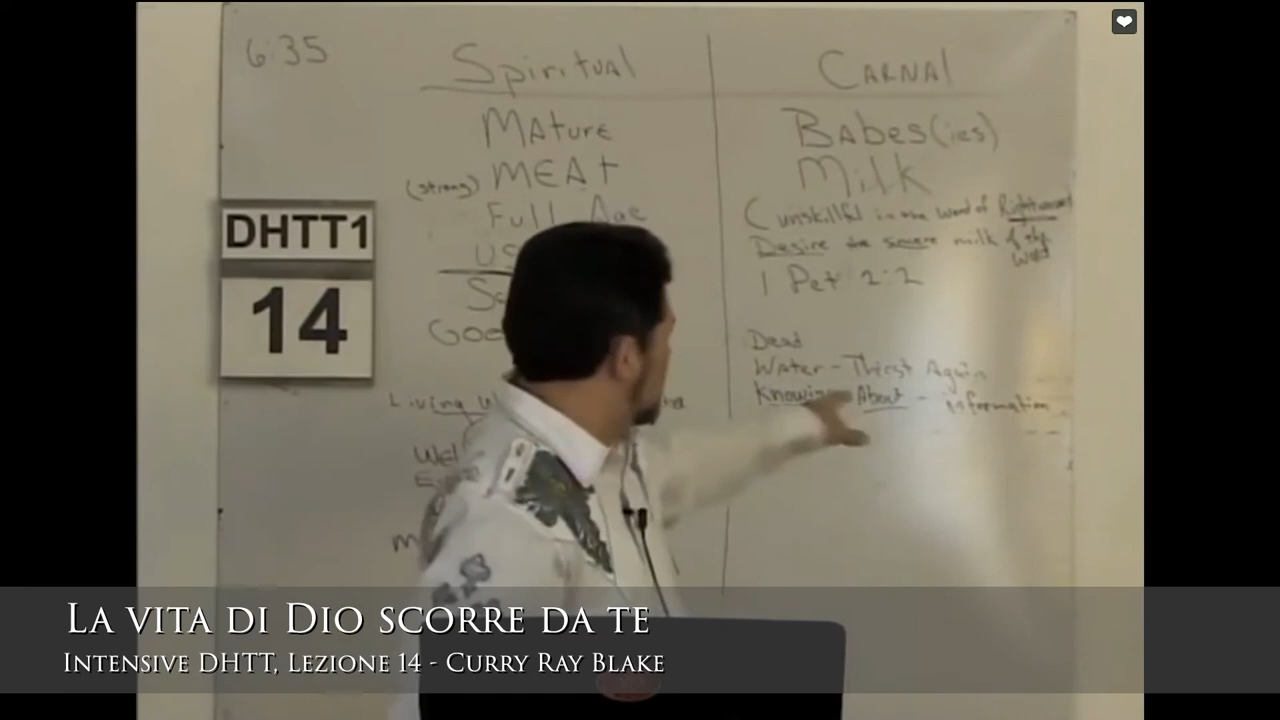 6:35
Spiritual
CARNAL
MAture
BABES(ies)
(strong) MEAt
Milk
Full Age
(unskillful in the word of Righteousness
US
Desire the sincere milk of the
Word
1 Pet 2:2
Dead
Water - Thirst Again
Living
Knowing About - information
DHTT1
14
LA VITA DI DIO SCORRE DA TE
INTENSIVE DHTT, LEZIONE 14 - CURRY RAY BLAKE